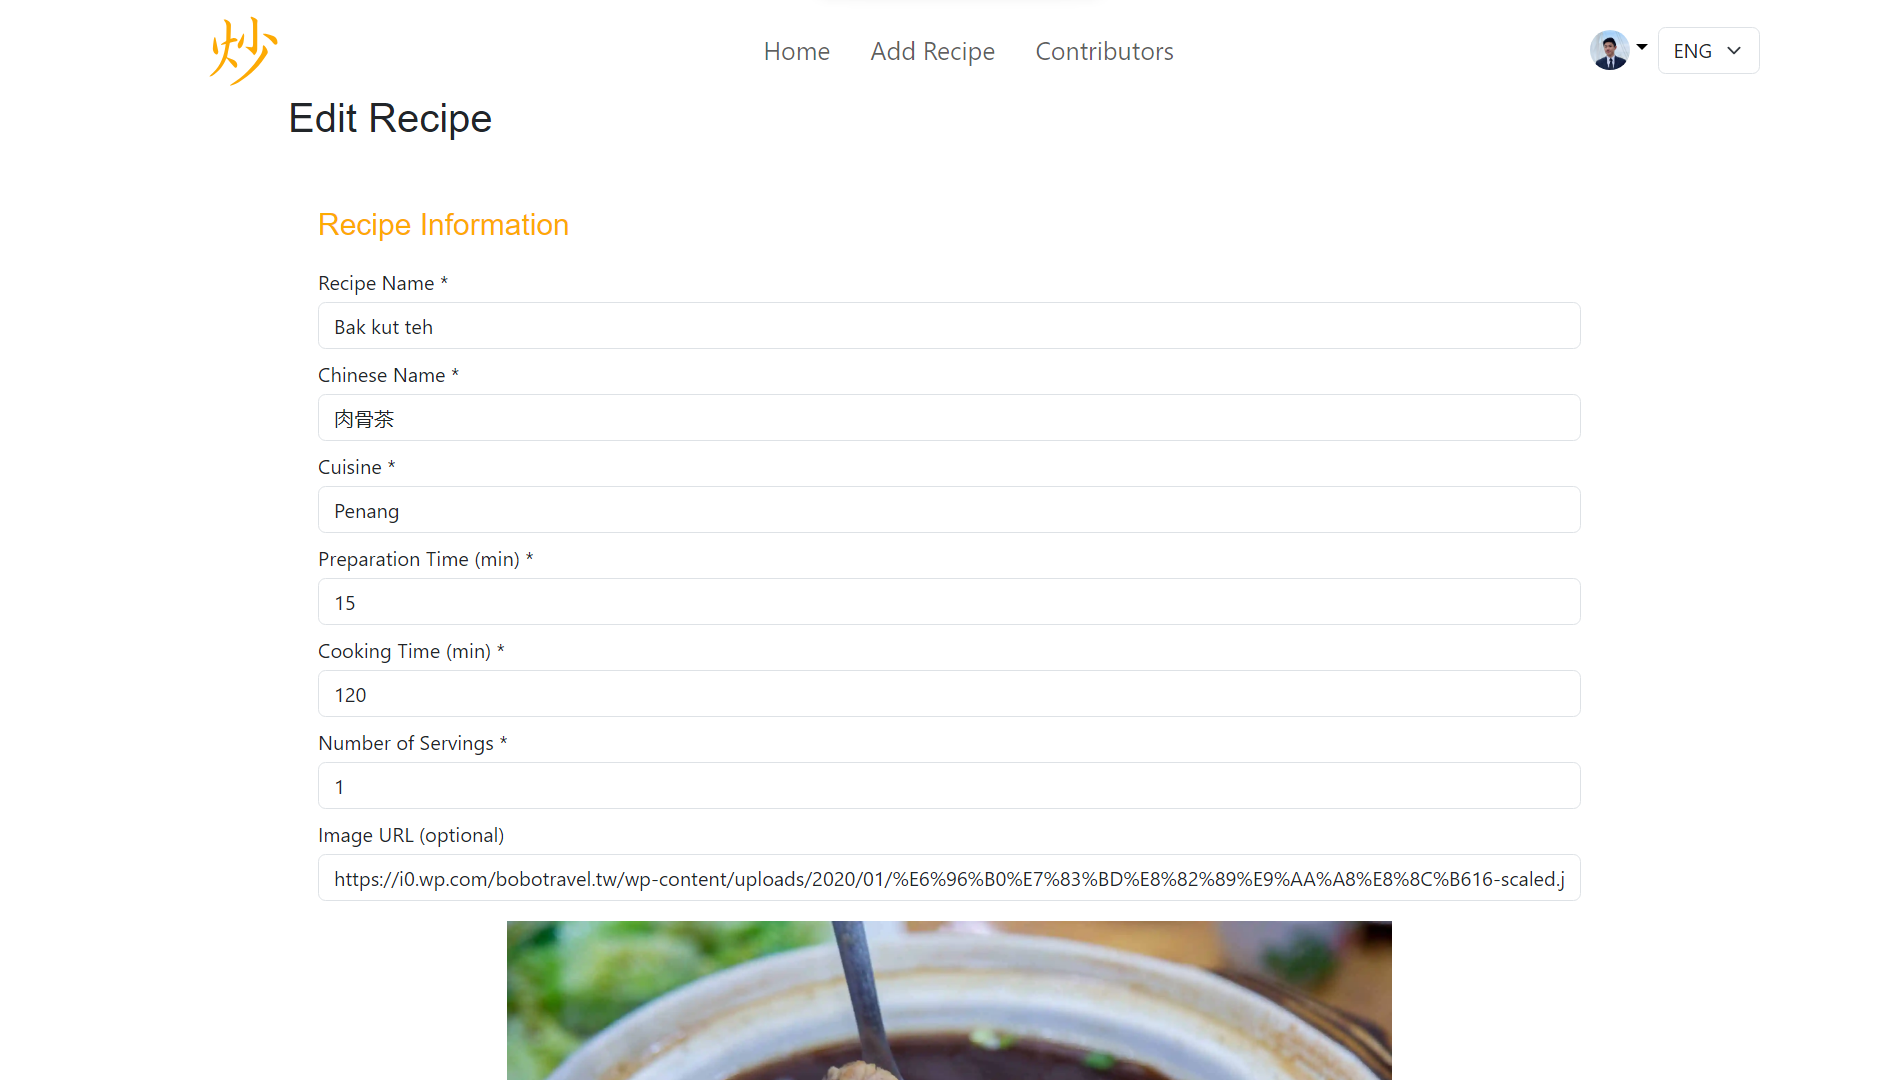 炒
Home Add Recipe Contributors ENG
Edit Recipe
Recipe Information
Recipe Name *
Bak kut teh
Chinese Name *
肉骨茶
Cuisine *
Penang
Preparation Time (min) *
15
Cooking Time (min) *
120
Number of Servings *
1
Image URL (optional)
https://i0.wp.com/bobotravel.tw/wp-content/uploads/2020/01/%E6%96%B0%E7%83%BD%E8%82%89%E9%AA%A8%E8%8C%B616-scaled.j